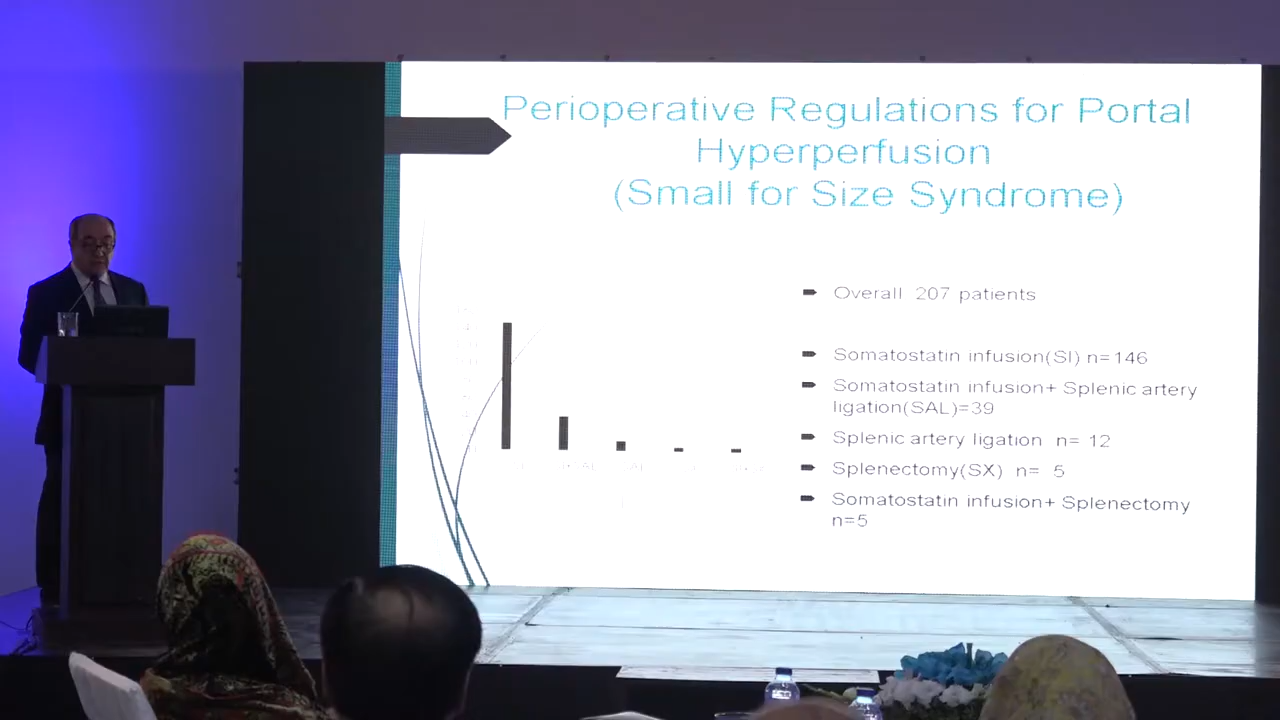 Perioperative Regulations for Portal
Hyperperfusion
(Small for Size Syndrome)
Overall 207 patients
Somatostatin infusion(SI) n=146
Somatostatin infusion+ Splenic artery
ligation(SAL)=39
Splenic artery ligation n= 12
Splenectomy(SX) n= 5
Somatostatin infusion+ Splenectomy
n=5